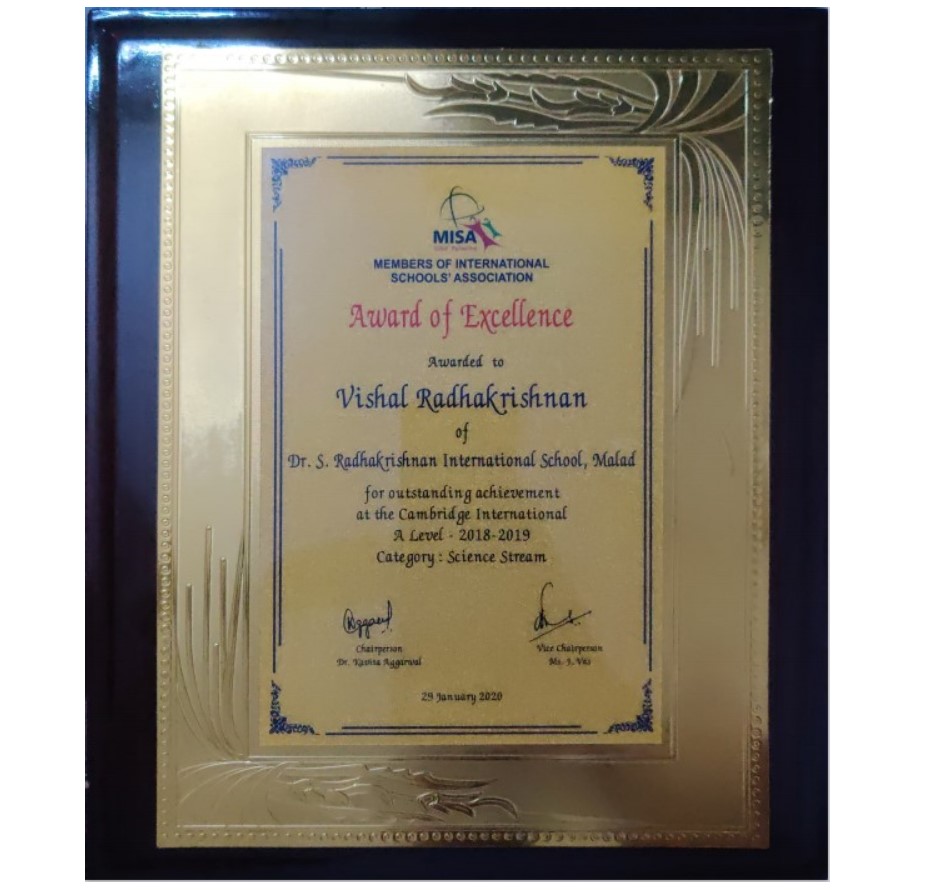 MISA
MEMBERS OF INTERNATIONAL
SCHOOLS' ASSOCIATION
Award of Excellence
Awarded to
Vishal Radhakrishnan
of
Dr. S. Radhakrishnan International School, Malad
for outstanding achievement
at the Cambridge International
A Level - 2018-2019
Category : Science Stream
Chairperson
Dr. Kavita Aggarwal
Vice Chairperson
Ms. J. Vas
29 January 2020